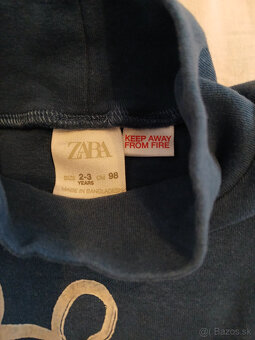 ZARA
KEEP AWAY
FROM FIRE
SIZE 2-3 CM 98
YEARS
MADE IN BANGLADESH
Bazos.sk